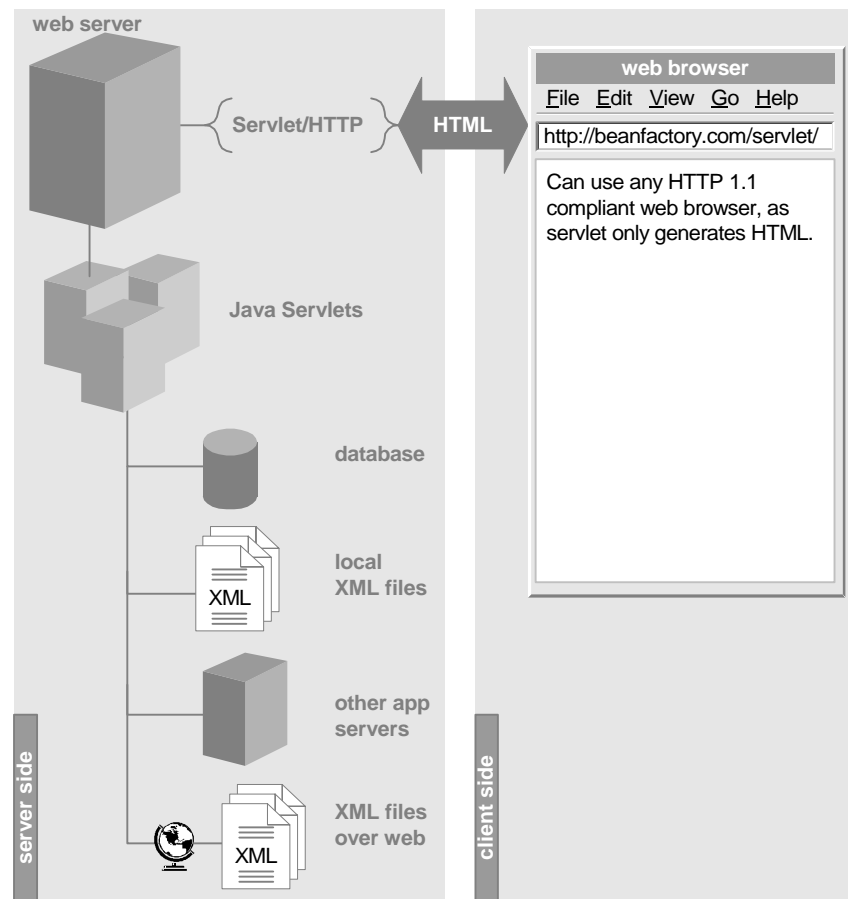 web server
Servlet/HTTP
HTML
Java Servlets
database
local
XML files
XML
other app
servers
XML files
over web
XML
server side
web browser
File Edit View Go Help
http://beanfactory.com/servlet/
Can use any HTTP 1.1
compliant web browser, as
servlet only generates HTML.
client side